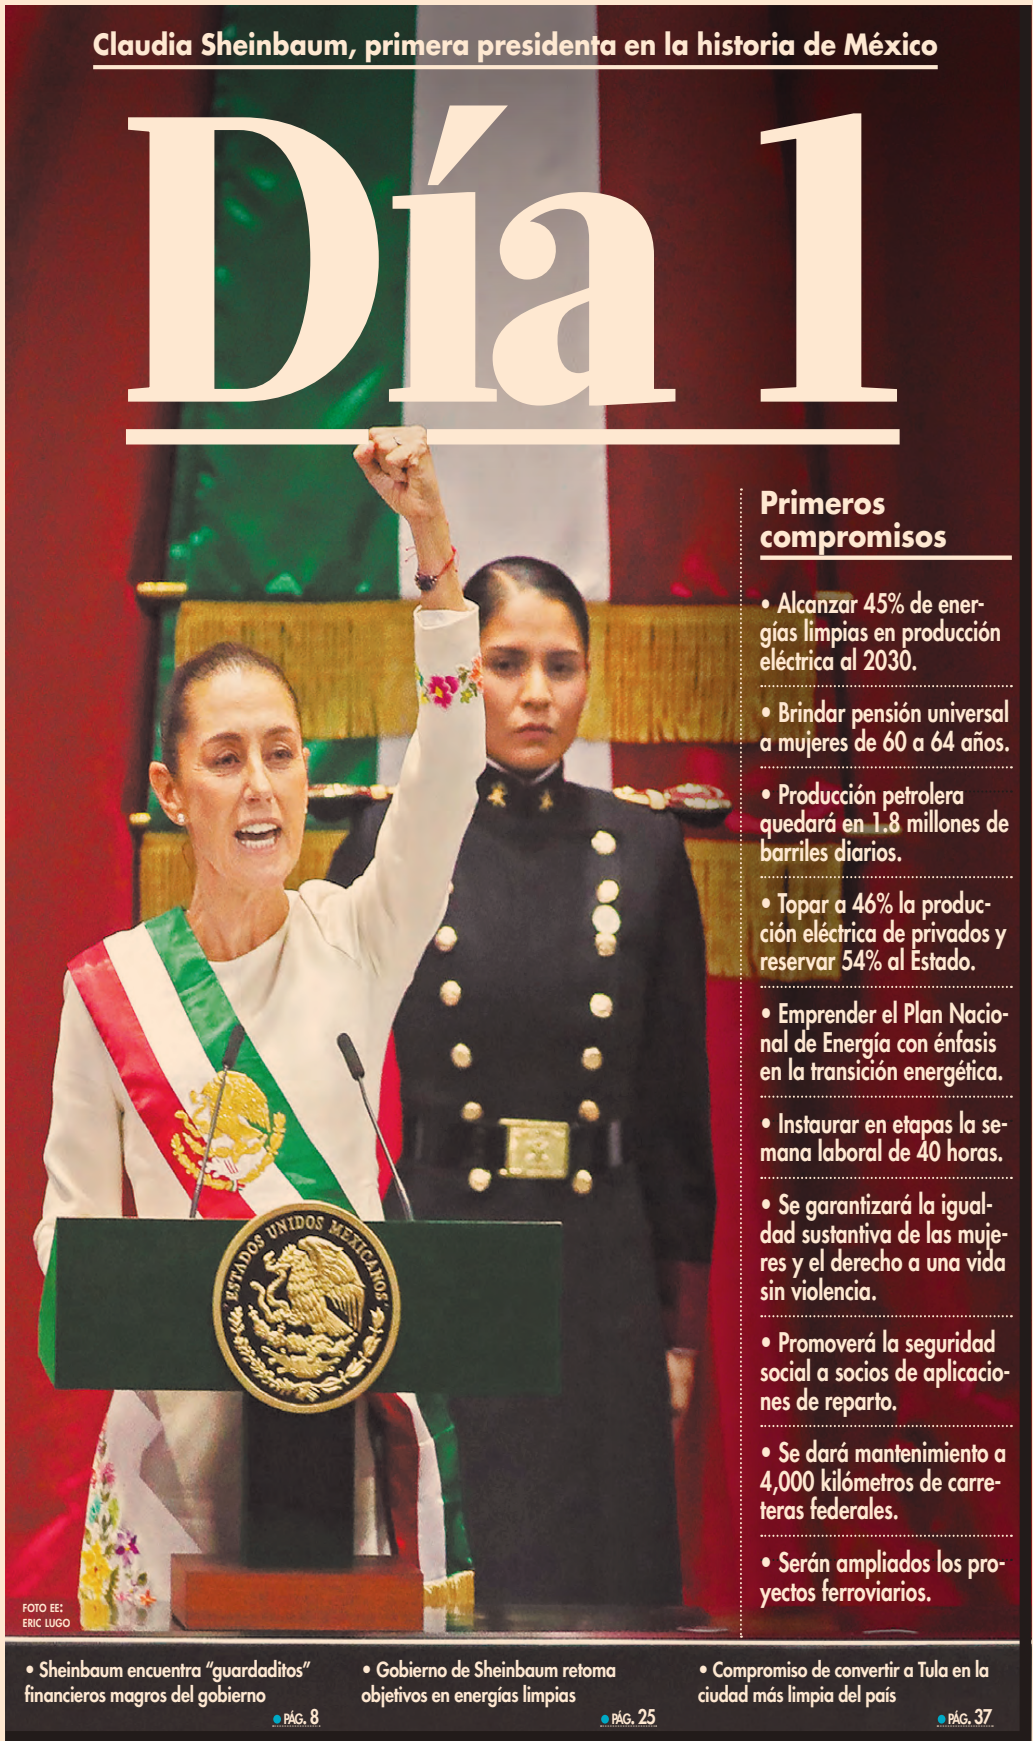 Claudia Sheinbaum, primera presidenta en la historia de México
Día 1
Primeros
compromisos
• Alcanzar 45% de ener-
gías limpias en producción
eléctrica al 2030.
• Brindar pensión universal
a mujeres de 60 a 64 años.
• Producción petrolera
quedará en 1.8 millones de
barriles diarios.
• Topar a 46% la produc-
ción eléctrica de privados y
reservar 54% al Estado.
• Emprender el Plan Nacio-
nal de Energía con énfasis
en la transición energética.
• Instaurar en etapas la se-
mana laboral de 40 horas.
• Se garantizará la igual-
dad sustantiva de las muje-
res y el derecho a una vida
sin violencia.
• Promoverá la seguridad
social a socios de aplicacio-
nes de reparto.
• Se dará mantenimiento a
4,000 kilómetros de carre-
teras federales.
• Serán ampliados los pro-
yectos ferroviarios.
ESTADOS UNIDOS MEXICANOS
FOTO EE:
ERIC LUGO
• Sheinbaum encuentra “guardaditos”
financieros magros del gobierno
• PÁG. 8
• Gobierno de Sheinbaum retoma
objetivos en energías limpias
• PÁG. 25
• Compromiso de convertir a Tula en la
ciudad más limpia del país
• PÁG. 37